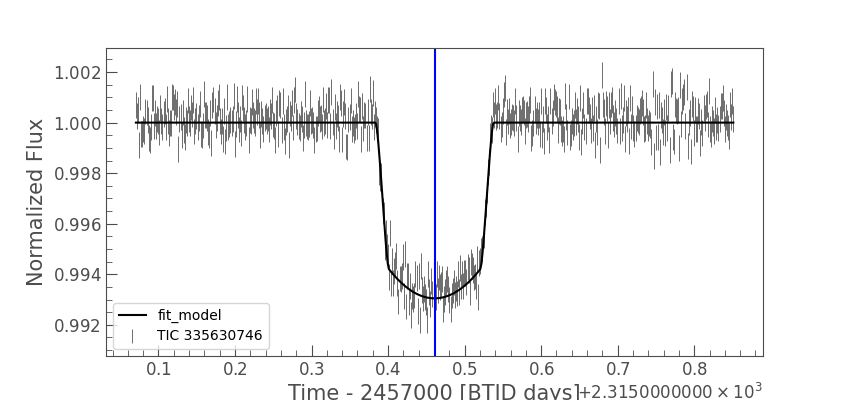 1.002
1.000
0.998
0.996
0.994
0.992
Normalized Flux
fit_model
TIC 335630746
0.1 0.2 0.3 0.4 0.5 0.6 0.7 0.8
Time - 2457000 [BTJD days] +2.3150000000 × 10³